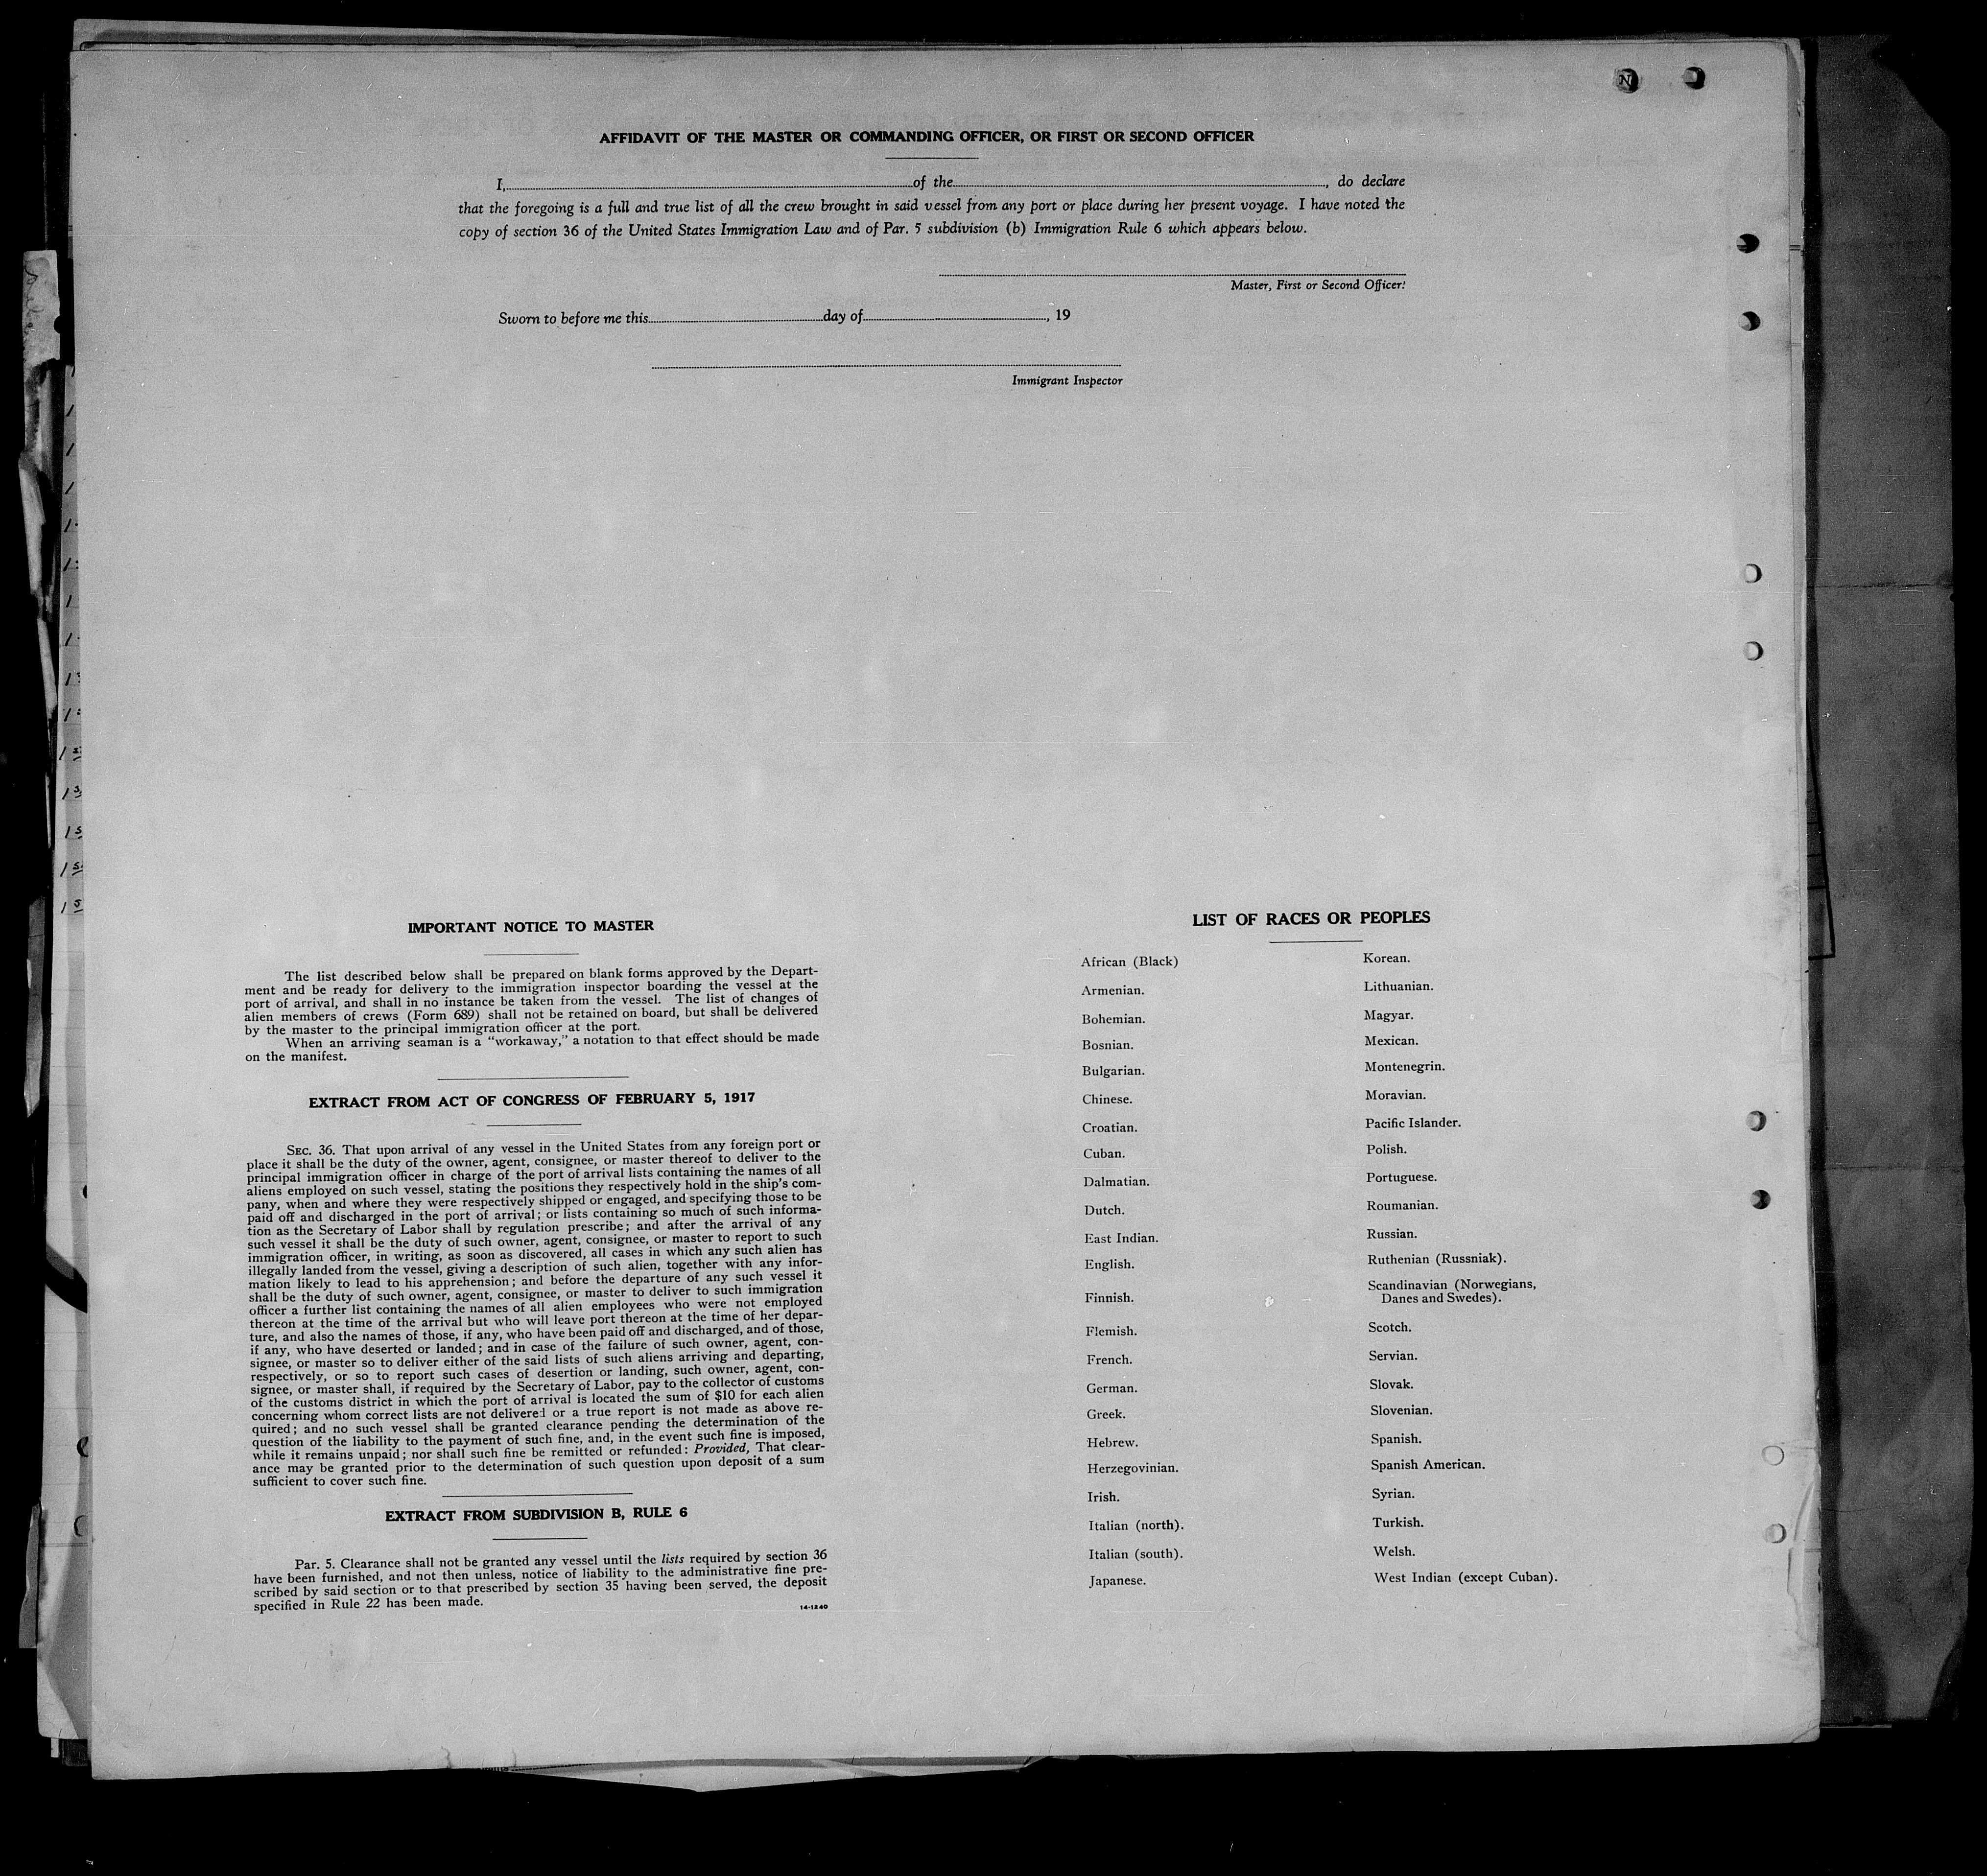 AFFIDAVIT OF THE MASTER OR COMMANDING OFFICER, OR FIRST OR SECOND OFFICER
I, of the , do declare
that the foregoing is a full and true list of all the crew brought in said vessel from any port or place during her present voyage. I have noted the
copy of section 36 of the United States Immigration Law and of Par. 5 subdivision (b) Immigration Rule 6 which appears below.
Master, First or Second Officer.
Sworn to before me this day of , 19
Immigrant Inspector
IMPORTANT NOTICE TO MASTER
The list described below shall be prepared on blank forms approved by the Depart-
ment and be ready for delivery to the immigration inspector boarding the vessel at the
port of arrival, and shall in no instance be taken from the vessel. The list of changes of
alien members of crews (Form 689) shall not be retained on board, but shall be delivered
by the master to the principal immigration officer at the port.
When an arriving seaman is a "workaway," a notation to that effect should be made
on the manifest.
EXTRACT FROM ACT OF CONGRESS OF FEBRUARY 5, 1917
SEC. 36. That upon arrival of any vessel in the United States from any foreign port or
place it shall be the duty of the owner, agent, consignee, or master thereof to deliver to the
principal immigration officer in charge of the port of arrival lists containing the names of all
aliens employed on such vessel, stating the positions they respectively hold in the ship's com-
pany, when and where they were respectively shipped or engaged, and specifying those to be
paid off and discharged in the port of arrival; or lists containing so much of such informa-
tion as the Secretary of Labor shall by regulation prescribe; and after the arrival of any
such vessel it shall be the duty of such owner, agent, consignee, or master to report to such
immigration officer, in writing, as soon as discovered, all cases in which any such alien has
illegally landed from the vessel, giving a description of such alien, together with any infor-
mation likely to lead to his apprehension; and before the departure of any such vessel it
shall be the duty of such owner, agent, consignee, or master to deliver to such immigration
officer a further list containing the names of all alien employees who were not employed
thereon at the time of the arrival but who will leave port thereon at the time of her depar-
ture, and also the names of those, if any, who have been paid off and discharged, and of those,
if any, who have deserted or landed; and in case of the failure of such owner, agent, con-
signee, or master so to deliver either of the said lists of such aliens arriving and departing,
respectively, or so to report such cases of desertion or landing, such owner, agent, con-
signee, or master shall, if required by the Secretary of Labor, pay to the collector of customs
of the customs district in which the port of arrival is located the sum of $10 for each alien
concerning whom correct lists are not delivered or a true report is not made as above re-
quired; and no such vessel shall be granted clearance pending the determination of the
question of the liability to the payment of such fine, and, in the event such fine is imposed,
while it remains unpaid; nor shall such fine be remitted or refunded: Provided, That clear-
ance may be granted prior to the determination of such question upon deposit of a sum
sufficient to cover such fine.
EXTRACT FROM SUBDIVISION B, RULE 6
Par. 5. Clearance shall not be granted any vessel until the lists required by section 36
have been furnished, and not then unless, notice of liability to the administrative fine pre-
scribed by said section or to that prescribed by section 35 having been served, the deposit
specified in Rule 22 has been made.
14-1240
LIST OF RACES OR PEOPLES
African (Black)
Armenian.
Bohemian.
Bosnian.
Bulgarian.
Chinese.
Croatian.
Cuban.
Dalmatian.
Dutch.
East Indian.
English.
Finnish.
Flemish.
French.
German.
Greek.
Hebrew.
Herzegovinian.
Irish.
Italian (north).
Italian (south).
Japanese.
Korean.
Lithuanian.
Magyar.
Mexican.
Montenegrin.
Moravian.
Pacific Islander.
Polish.
Portuguese.
Roumanian.
Russian.
Ruthenian (Russniak).
Scandinavian (Norwegians,
Danes and Swedes).
Scotch.
Servian.
Slovak.
Slovenian.
Spanish.
Spanish American.
Syrian.
Turkish.
Welsh.
West Indian (except Cuban).